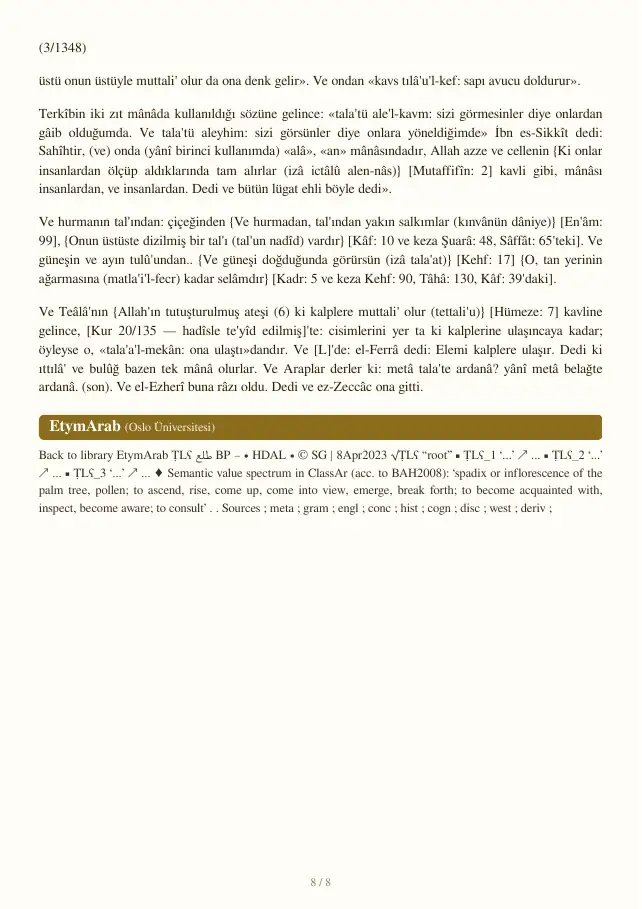 (3/1348)
üstü onun üstüyle muttali' olur da ona denk gelir». Ve ondan «kavs tılâ'u'l-kef: sapı avucu doldurur».
Terkîbin iki zıt mânâda kullanıldığı sözüne gelince: «tala'tü ale'l-kavm: sizi görmesinler diye onlardan
gâib olduğumda. Ve tala'tü aleyhim: sizi görsünler diye onlara yöneldiğimde» İbn es-Sikkît dedi:
Sahîhtir, (ve) onda (yânî birinci kullanımda) «alâ», «an» mânâsındadır, Allah azze ve cellenin {Ki onlar
insanlardan ölçüp aldıklarında tam alırlar (izâ ictâlû alen-nâs)} [Mutaffifîn: 2] kavli gibi, mânâsı
insanlardan, ve insanlardan. Dedi ve bütün lügat ehli böyle dedi».
Ve hurmanın tal'ından: çiçeğinden {Ve hurmadan, tal'ından yakın salkımlar (kınvânün dâniye)} [En'âm:
99], {Onun üstüste dizilmiş bir tal'ı (tal'un nadîd) vardır} [Kâf: 10 ve keza Şuarâ: 48, Sâffât: 65'teki]. Ve
güneşin ve ayın tulû'undan.. {Ve güneşi doğduğunda görürsün (izâ tala'at)} [Kehf: 17] {O, tan yerinin
ağarmasına (matla'i'l-fecr) kadar selâmdır} [Kadr: 5 ve keza Kehf: 90, Tâhâ: 130, Kâf: 39'daki].
Ve Teâlâ'nın {Allah'ın tutuşturulmuş ateşi (6) ki kalplere muttali' olur (tettali'u)} [Hümeze: 7] kavline
gelince, [Kur 20/135 — hadîsle te'yîd edilmiş]'te: cisimlerini yer ta ki kalplerine ulaşıncaya kadar;
öyleyse o, «tala'a'l-mekân: ona ulaştı»dandır. Ve [L]'de: el-Ferrâ dedi: Elemi kalplere ulaşır. Dedi ki
ıttılâ' ve bulûğ bazen tek mânâ olurlar. Ve Araplar derler ki: metâ tala'te ardanâ? yânî metâ belağte
ardanâ. (son). Ve el-Ezherî buna râzı oldu. Dedi ve ez-Zeccâc ona gitti.
EtymArab (Oslo Üniversitesi)
Back to library EtymArab ṬLʕ طلع BP – • HDAL • © SG | 8Apr2023 √ṬLʕ “root” ▪ ṬLʕ_1 ‘...’ ↗ ... ▪ ṬLʕ_2 ‘...’
↗ ... ▪ ṬLʕ_3 ‘...’ ↗ ... ♦ Semantic value spectrum in ClassAr (acc. to BAH2008): ‘spadix or inflorescence of the
palm tree, pollen; to ascend, rise, come up, come into view, emerge, break forth; to become acquainted with,
inspect, become aware; to consult’ . . Sources ; meta ; gram ; engl ; conc ; hist ; cogn ; disc ; west ; deriv ;
8 / 8